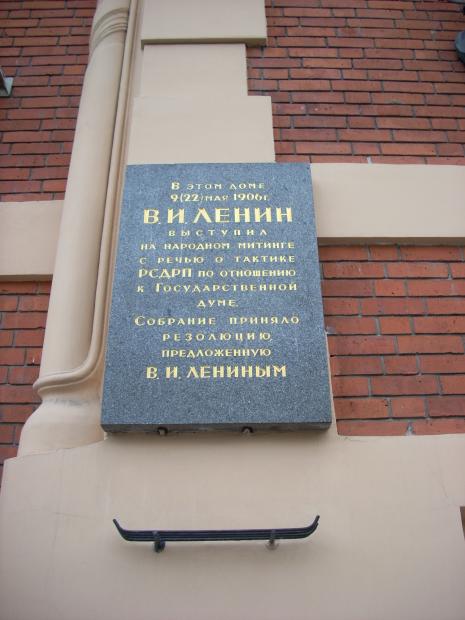 В ЭТОМ ДОМЕ
9(22) МАЯ 1906 г.
В.И. ЛЕНИН
ВЫСТУПИЛ
НА НАРОДНОМ МИТИНГЕ
С РЕЧЬЮ О ТАКТИКЕ
РСДРП ПО ОТНОШЕНИЮ
К ГОСУДАРСТВЕННОЙ
ДУМЕ.
СОБРАНИЕ ПРИНЯЛО
РЕЗОЛЮЦИЮ,
ПРЕДЛОЖЕННУЮ
В. И. ЛЕНИНЫМ